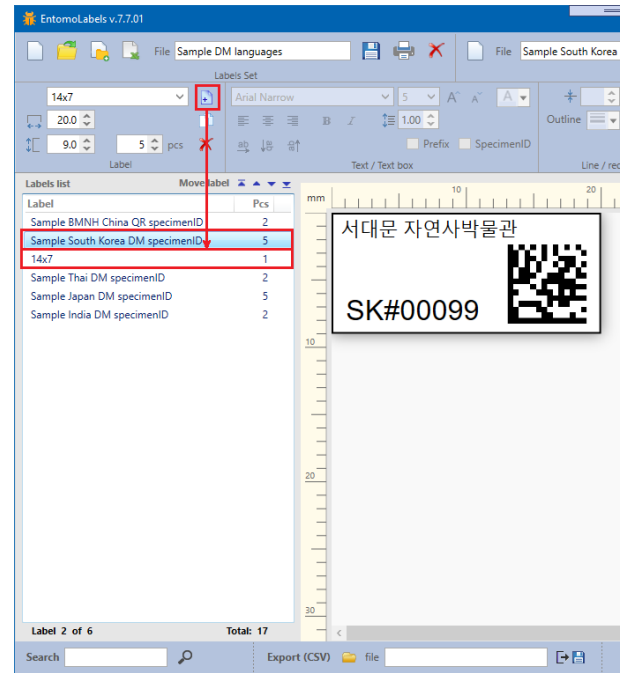 EntomoLabels v.7.7.01
File Sample DM languages File Sample South Korea
Labels Set
14x7 Arial Narrow 5 A A A
20.0 B I 1.00 Outline
9.0 5 pcs ab Prefix SpecimenID
Label Text / Text box Line / rec
Labels list Move label
Label Pcs
Sample BMNH China QR specimenID 2
Sample South Korea DM specimenID 5
14x7 1
Sample Thai DM specimenID 2
Sample Japan DM specimenID 5
Sample India DM specimenID 2
mm 10 20
서대문 자연사박물관
SK#00099
10
20
30
Label 2 of 6 Total: 17
Search Export (CSV) file